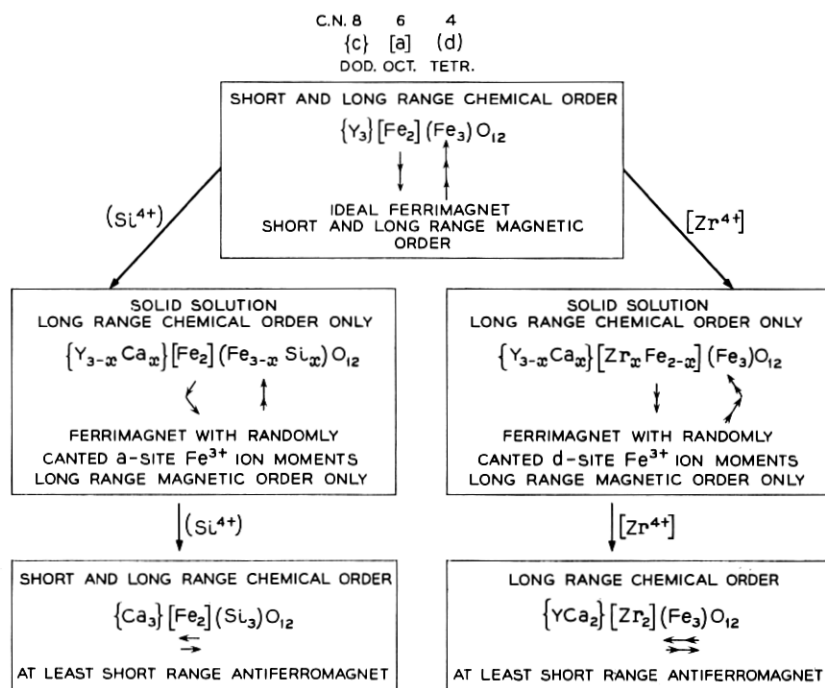 C.N. 8 6 4
{c} [a] (d)
DOD. OCT. TETR.
SHORT AND LONG RANGE CHEMICAL ORDER
{Y₃}[Fe₂](Fe₃)O₁₂
IDEAL FERRIMAGNET
SHORT AND LONG RANGE MAGNETIC
ORDER
(Si⁴⁺)
[Zr⁴⁺]
SOLID SOLUTION
LONG RANGE CHEMICAL ORDER ONLY
{Y₃₋ₓCaₓ}[Fe₂](Fe₃₋ₓSiₓ)O₁₂
FERRIMAGNET WITH RANDOMLY
CANTED a-SITE Fe³⁺ ION MOMENTS
LONG RANGE MAGNETIC ORDER ONLY
SOLID SOLUTION
LONG RANGE CHEMICAL ORDER ONLY
{Y₃₋ₓCaₓ}[ZrₓFe₂₋ₓ](Fe₃)O₁₂
FERRIMAGNET WITH RANDOMLY
CANTED d-SITE Fe³⁺ ION MOMENTS
LONG RANGE MAGNETIC ORDER ONLY
(Si⁴⁺)
[Zr⁴⁺]
SHORT AND LONG RANGE CHEMICAL ORDER
{Ca₃}[Fe₂](Si₃)O₁₂
AT LEAST SHORT RANGE ANTIFERROMAGNET
LONG RANGE CHEMICAL ORDER
{YCa₂}[Zr₂](Fe₃)O₁₂
AT LEAST SHORT RANGE ANTIFERROMAGNET